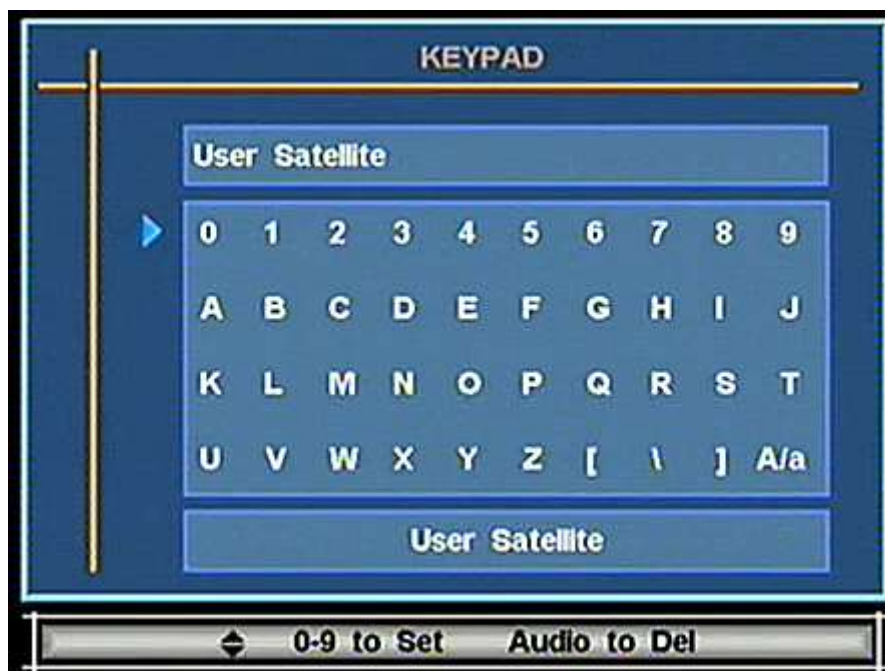 KEYPAD
User Satellite
0 1 2 3 4 5 6 7 8 9
A B C D E F G H I J
K L M N O P Q R S T
U V W X Y Z [ \ ] A/a
User Satellite
0-9 to Set Audio to Del